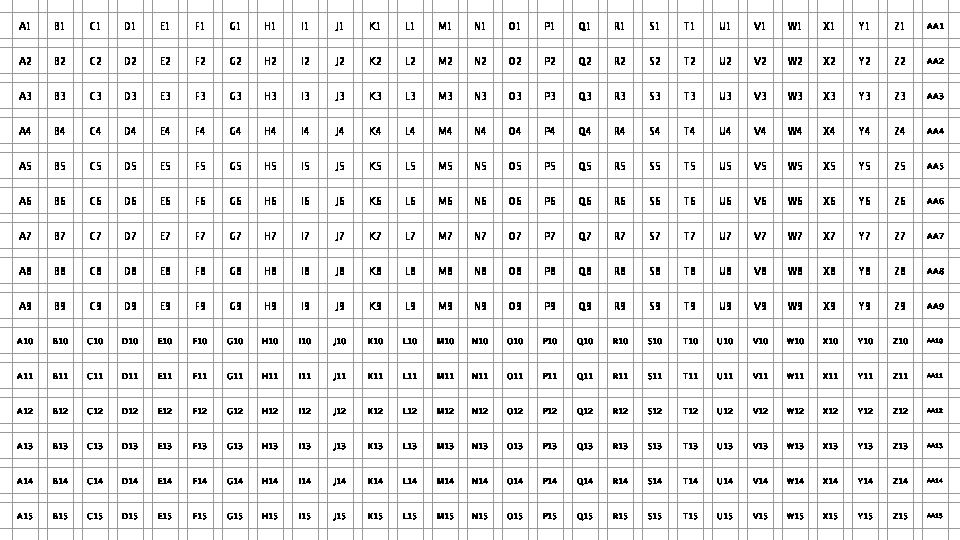 A1 B1 C1 D1 E1 F1 G1 H1 I1 J1 K1 L1 M1 N1 O1 P1 Q1 R1 S1 T1 U1 V1 W1 X1 Y1 Z1 AA1
A2 B2 C2 D2 E2 F2 G2 H2 I2 J2 K2 L2 M2 N2 O2 P2 Q2 R2 S2 T2 U2 V2 W2 X2 Y2 Z2 AA2
A3 B3 C3 D3 E3 F3 G3 H3 I3 J3 K3 L3 M3 N3 O3 P3 Q3 R3 S3 T3 U3 V3 W3 X3 Y3 Z3 AA3
A4 B4 C4 D4 E4 F4 G4 H4 I4 J4 K4 L4 M4 N4 O4 P4 Q4 R4 S4 T4 U4 V4 W4 X4 Y4 Z4 AA4
A5 B5 C5 D5 E5 F5 G5 H5 I5 J5 K5 L5 M5 N5 O5 P5 Q5 R5 S5 T5 U5 V5 W5 X5 Y5 Z5 AA5
A6 B6 C6 D6 E6 F6 G6 H6 I6 J6 K6 L6 M6 N6 O6 P6 Q6 R6 S6 T6 U6 V6 W6 X6 Y6 Z6 AA6
A7 B7 C7 D7 E7 F7 G7 H7 I7 J7 K7 L7 M7 N7 O7 P7 Q7 R7 S7 T7 U7 V7 W7 X7 Y7 Z7 AA7
A8 B8 C8 D8 E8 F8 G8 H8 I8 J8 K8 L8 M8 N8 O8 P8 Q8 R8 S8 T8 U8 V8 W8 X8 Y8 Z8 AA8
A9 B9 C9 D9 E9 F9 G9 H9 I9 J9 K9 L9 M9 N9 O9 P9 Q9 R9 S9 T9 U9 V9 W9 X9 Y9 Z9 AA9
A10 B10 C10 D10 E10 F10 G10 H10 I10 J10 K10 L10 M10 N10 O10 P10 Q10 R10 S10 T10 U10 V10 W10 X10 Y10 Z10 AA10
A11 B11 C11 D11 E11 F11 G11 H11 I11 J11 K11 L11 M11 N11 O11 P11 Q11 R11 S11 T11 U11 V11 W11 X11 Y11 Z11 AA11
A12 B12 C12 D12 E12 F12 G12 H12 I12 J12 K12 L12 M12 N12 O12 P12 Q12 R12 S12 T12 U12 V12 W12 X12 Y12 Z12 AA12
A13 B13 C13 D13 E13 F13 G13 H13 I13 J13 K13 L13 M13 N13 O13 P13 Q13 R13 S13 T13 U13 V13 W13 X13 Y13 Z13 AA13
A14 B14 C14 D14 E14 F14 G14 H14 I14 J14 K14 L14 M14 N14 O14 P14 Q14 R14 S14 T14 U14 V14 W14 X14 Y14 Z14 AA14
A15 B15 C15 D15 E15 F15 G15 H15 I15 J15 K15 L15 M15 N15 O15 P15 Q15 R15 S15 T15 U15 V15 W15 X15 Y15 Z15 AA15